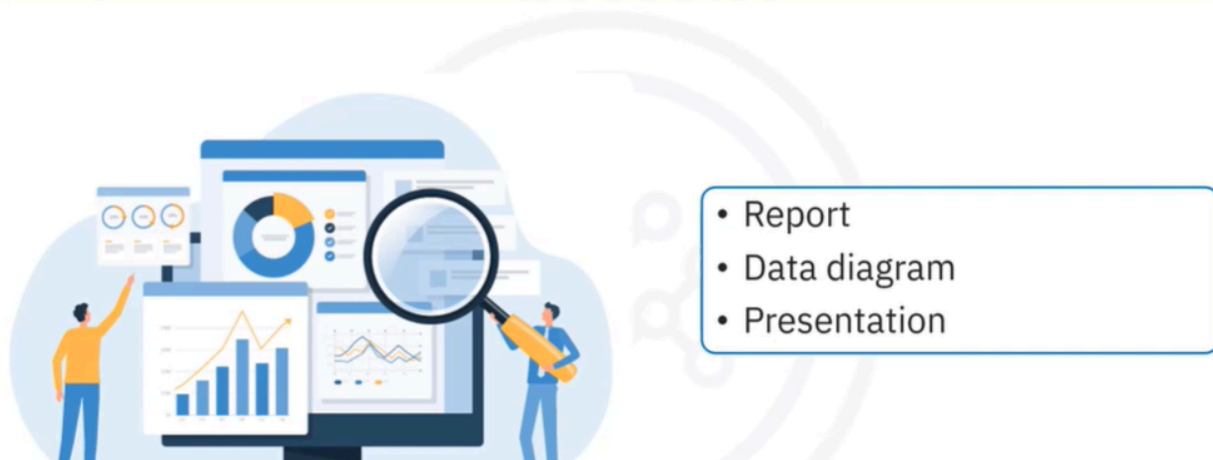 • Report
• Data diagram
• Presentation